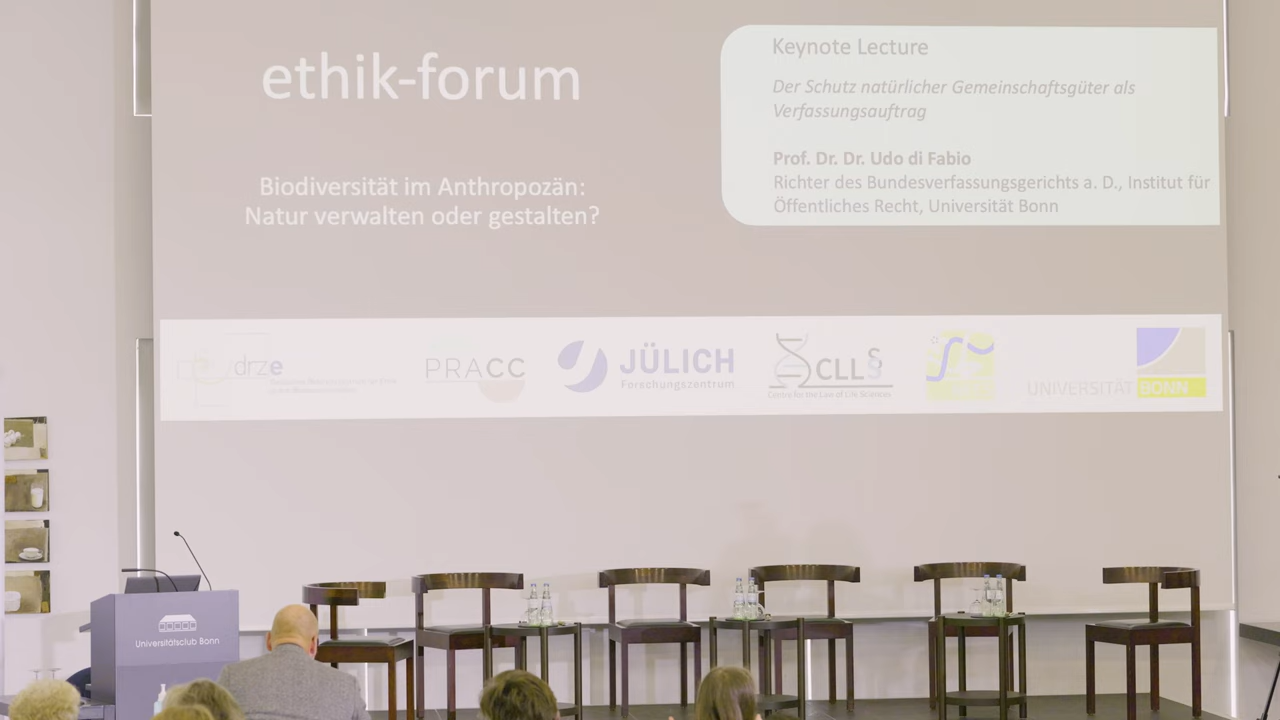 ethik-forum
Biodiversität im Anthropozän:
Natur verwalten oder gestalten?
Keynote Lecture
Der Schutz natürlicher Gemeinschaftsgüter als
Verfassungsauftrag
Prof. Dr. Dr. Udo di Fabio
Richter des Bundesverfassungsgerichts a. D., Institut für
Öffentliches Recht, Universität Bonn
drze
PRACC
JÜLICH
Forschungszentrum
CLLS
Centre for the Law of Life Sciences
UNIVERSITÄT BONN
Universitätsclub Bonn